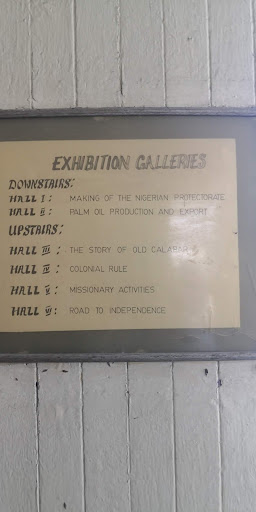 EXHIBITION GALLERIES
DOWNSTAIRS:
HALL I : MAKING OF THE NIGERIAN PROTECTORATE
HALL II : PALM OIL PRODUCTION AND EXPORT
UPSTAIRS:
HALL III : THE STORY OF OLD CALABAR
HALL IV : COLONIAL RULE
HALL V : MISSIONARY ACTIVITIES
HALL VI : ROAD TO INDEPENDENCE